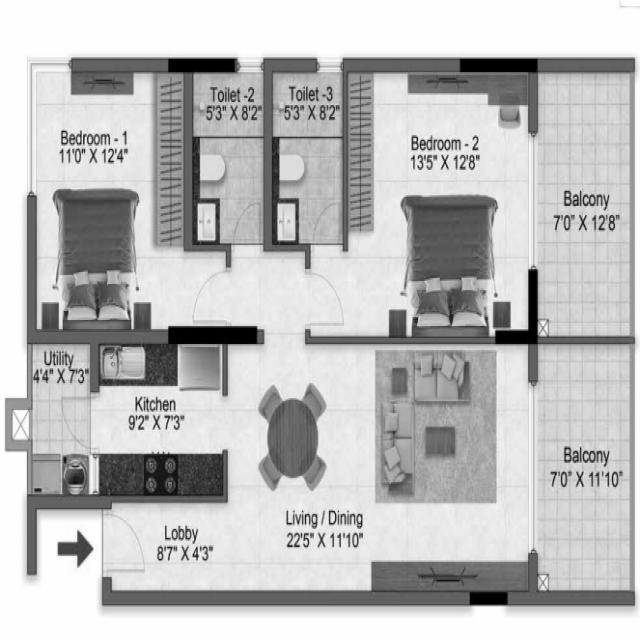 Toilet -2
5'3" X 8'2"
Toilet -3
5'3" X 8'2"
Bedroom - 1
11'0" X 12'4"
Bedroom - 2
13'5" X 12'8"
Balcony
7'0" X 12'8"
Utility
4'4" X 7'3"
Kitchen
9'2" X 7'3"
Balcony
7'0" X 11'10"
Living / Dining
22'5" X 11'10"
Lobby
8'7" X 4'3"